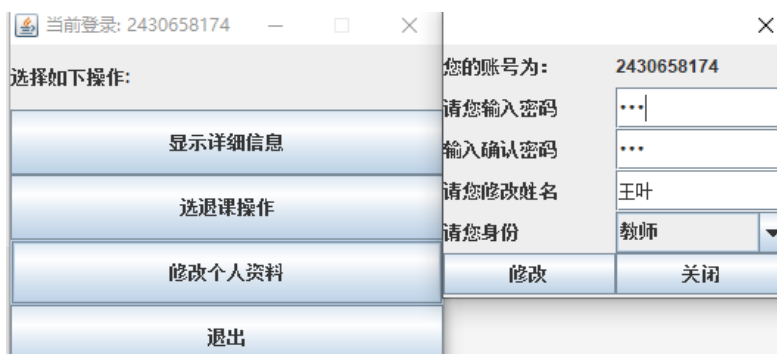 当前登录: 2430658174
选择如下操作:
显示详细信息
选退课操作
修改个人资料
退出
您的账号为: 2430658174
请您输入密码 •••
输入确认密码 •••
请您修改姓名 王叶
请您身份 教师
修改 关闭